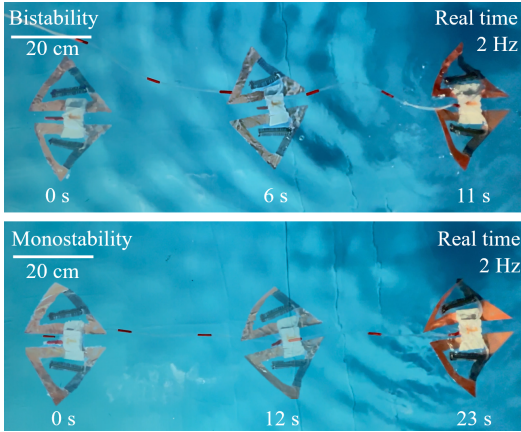 Bistability
20 cm
Real time
2 Hz
0 s
6 s
11 s
Monostability
20 cm
Real time
2 Hz
0 s
12 s
23 s